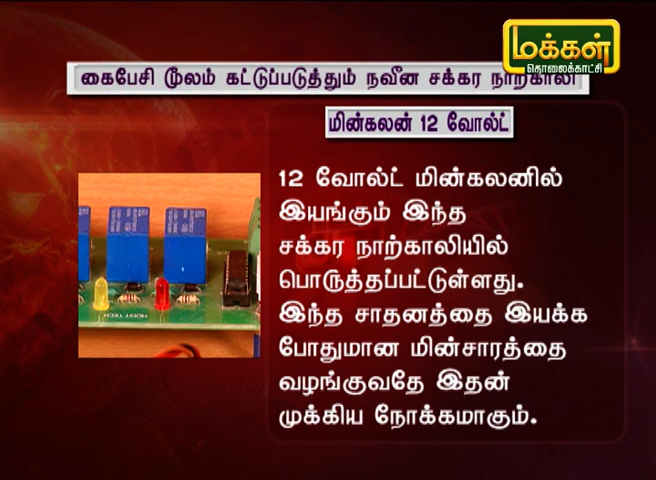 மக்கள்
தொலைக்காட்சி
கைபேசி மூலம் கட்டுப்படுத்தும் நவீன சக்கர நாற்காலி
மின்கலன் 12 வோல்ட்
12 வோல்ட் மின்கலனில்
இயங்கும் இந்த
சக்கர நாற்காலியில்
பொருத்தப்பட்டுள்ளது.
இந்த சாதனத்தை இயக்க
போதுமான மின்சாரத்தை
வழங்குவதே இதன்
முக்கிய நோக்கமாகும்.